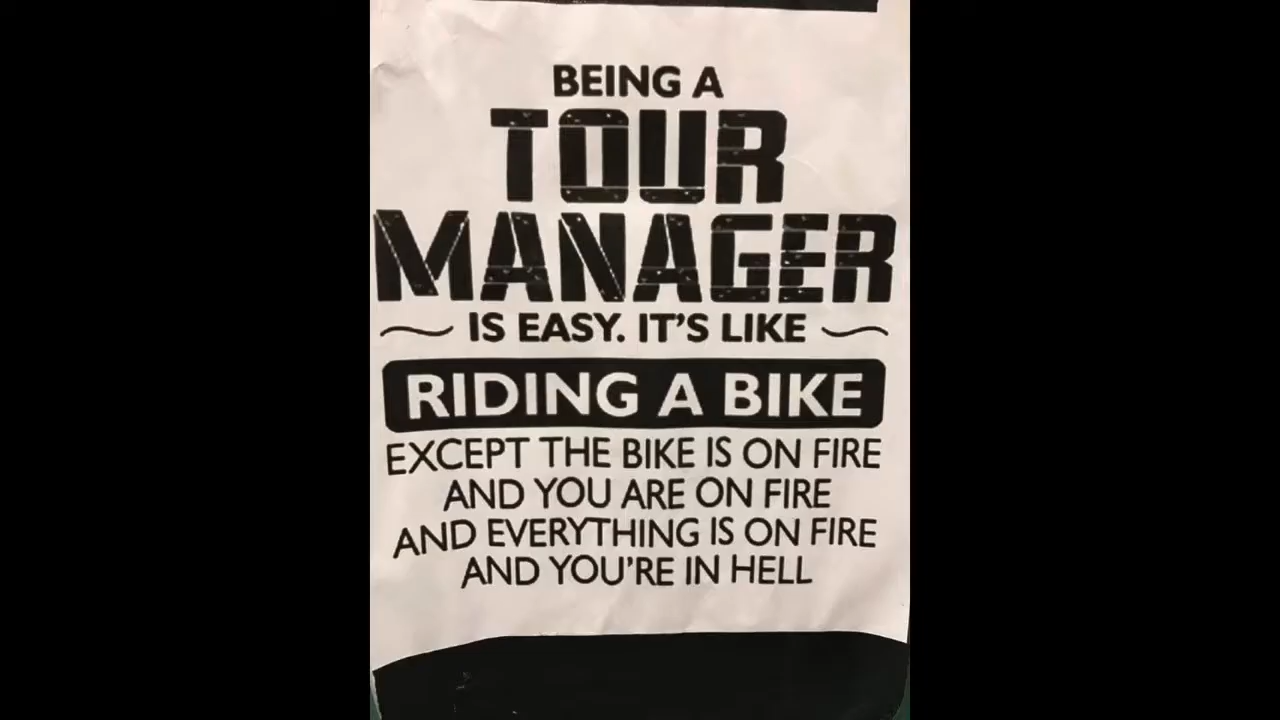 BEING A
TOUR
MANAGER
IS EASY. IT'S LIKE
RIDING A BIKE
EXCEPT THE BIKE IS ON FIRE
AND YOU ARE ON FIRE
AND EVERYTHING IS ON FIRE
AND YOU'RE IN HELL